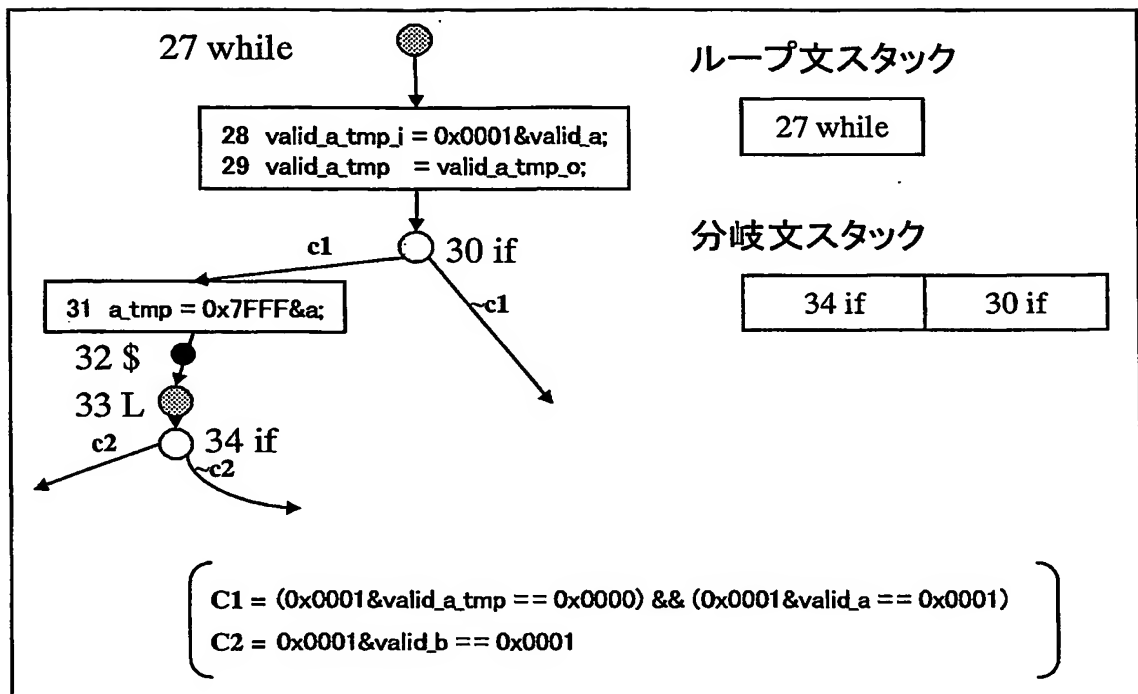 27 while
ループ文スタック
27 while
28 valid_a_tmp_i = 0x0001&valid_a;
29 valid_a_tmp = valid_a_tmp_o;
分岐文スタック
34 if 30 if
c1
30 if
~c1
31 a_tmp = 0x7FFF&a;
32 $
33 L
c2
34 if
~c2
C1 = (0x0001&valid_a_tmp == 0x0000) && (0x0001&valid_a == 0x0001)
C2 = 0x0001&valid_b == 0x0001